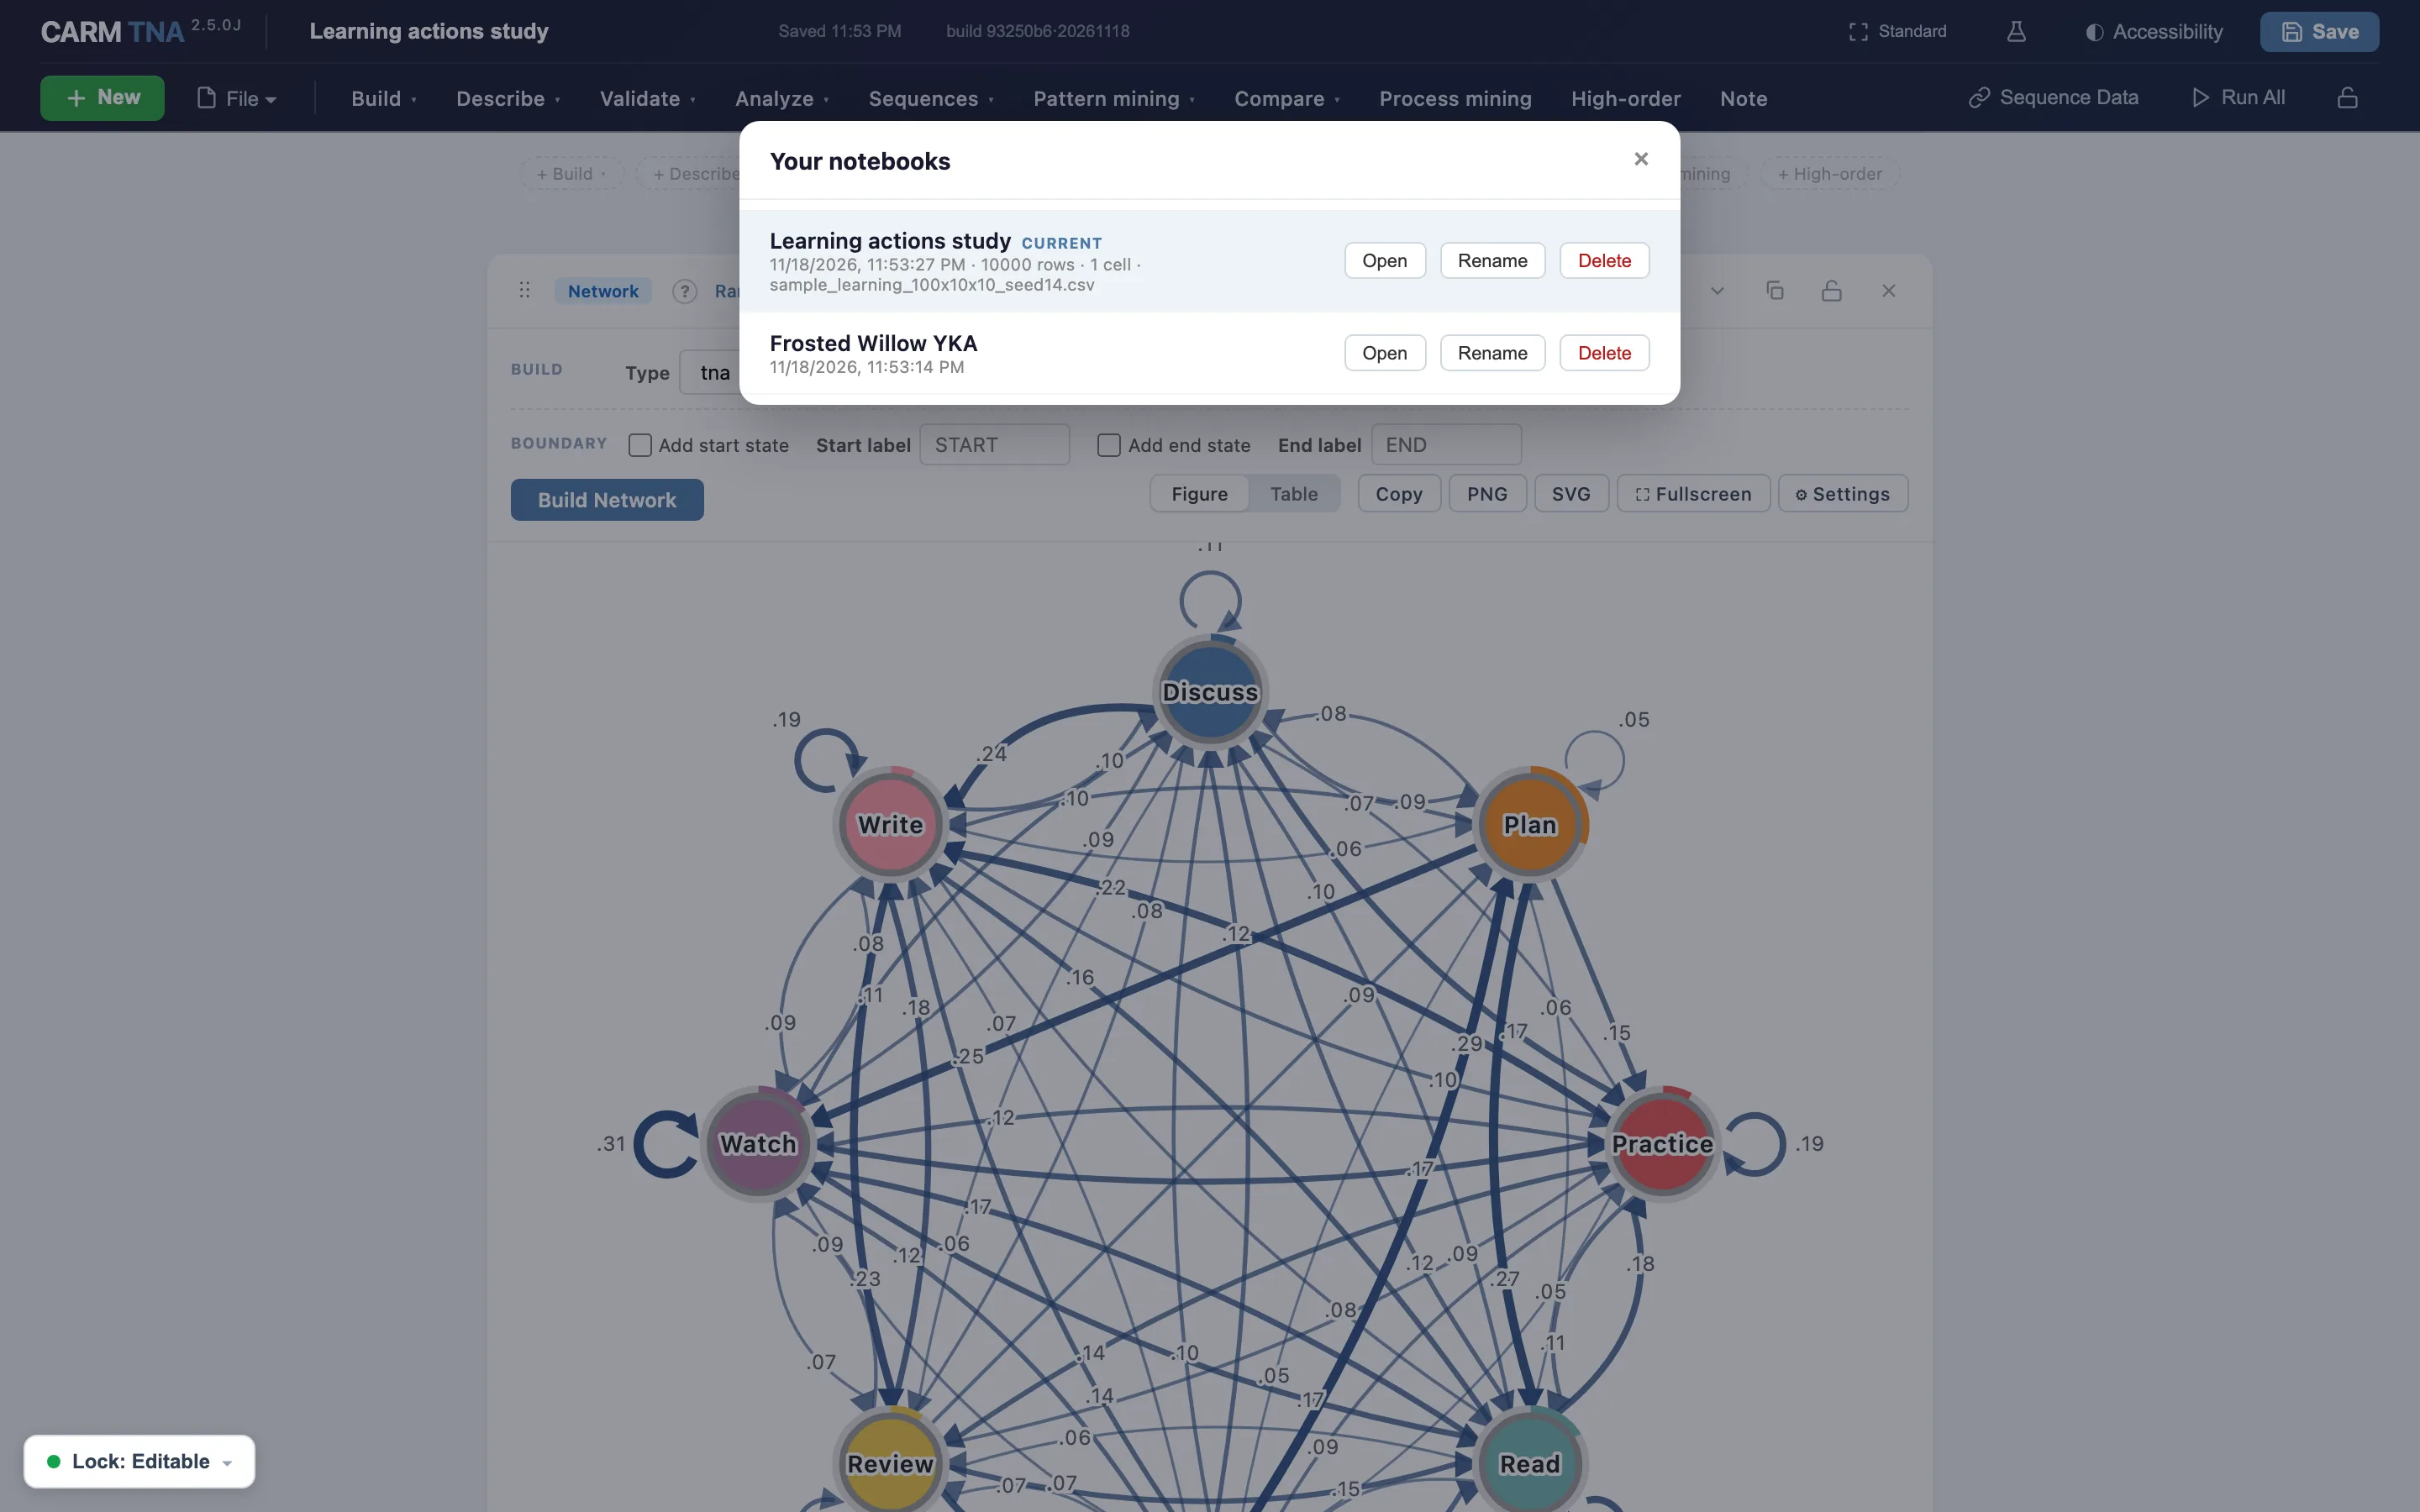 CARM TNA 2.5.0J
Learning actions study
Saved 11:53 PM
build 93250b6·20261118
Standard
Accessibility
Save
+ New
File
Build
Describe
Validate
Analyze
Sequences
Pattern mining
Compare
Process mining
High-order
Note
Sequence Data
Run All
+ Build
+ Describe
mining
+ High-order
Your notebooks
×
Learning actions study CURRENT
11/18/2026, 11:53:27 PM · 10000 rows · 1 cell ·
sample_learning_100x10x10_seed14.csv
Open
Rename
Delete
Frosted Willow YKA
11/18/2026, 11:53:14 PM
Open
Rename
Delete
Network
?
BUILD
Type
tna
BOUNDARY
Add start state
Start label
START
Add end state
End label
END
Build Network
Figure
Table
Copy
PNG
SVG
Fullscreen
Settings
.11
Discuss
.19
.08
.05
.24
.10
Write
.10
.07
.09
Plan
.09
.06
.22
.10
.08
.12
.08
.16
.11
.18
.09
.06
.09
.07
.17
.15
.25
.29
.10
.12
.31
Watch
.17
Practice
.19
.17
.09
.12
.06
.12
.09
.18
.23
.27
.05
.08
.11
.07
.14
.10
.05
.14
.17
.06
.09
Lock: Editable
Review
Read
.07
.07
.15